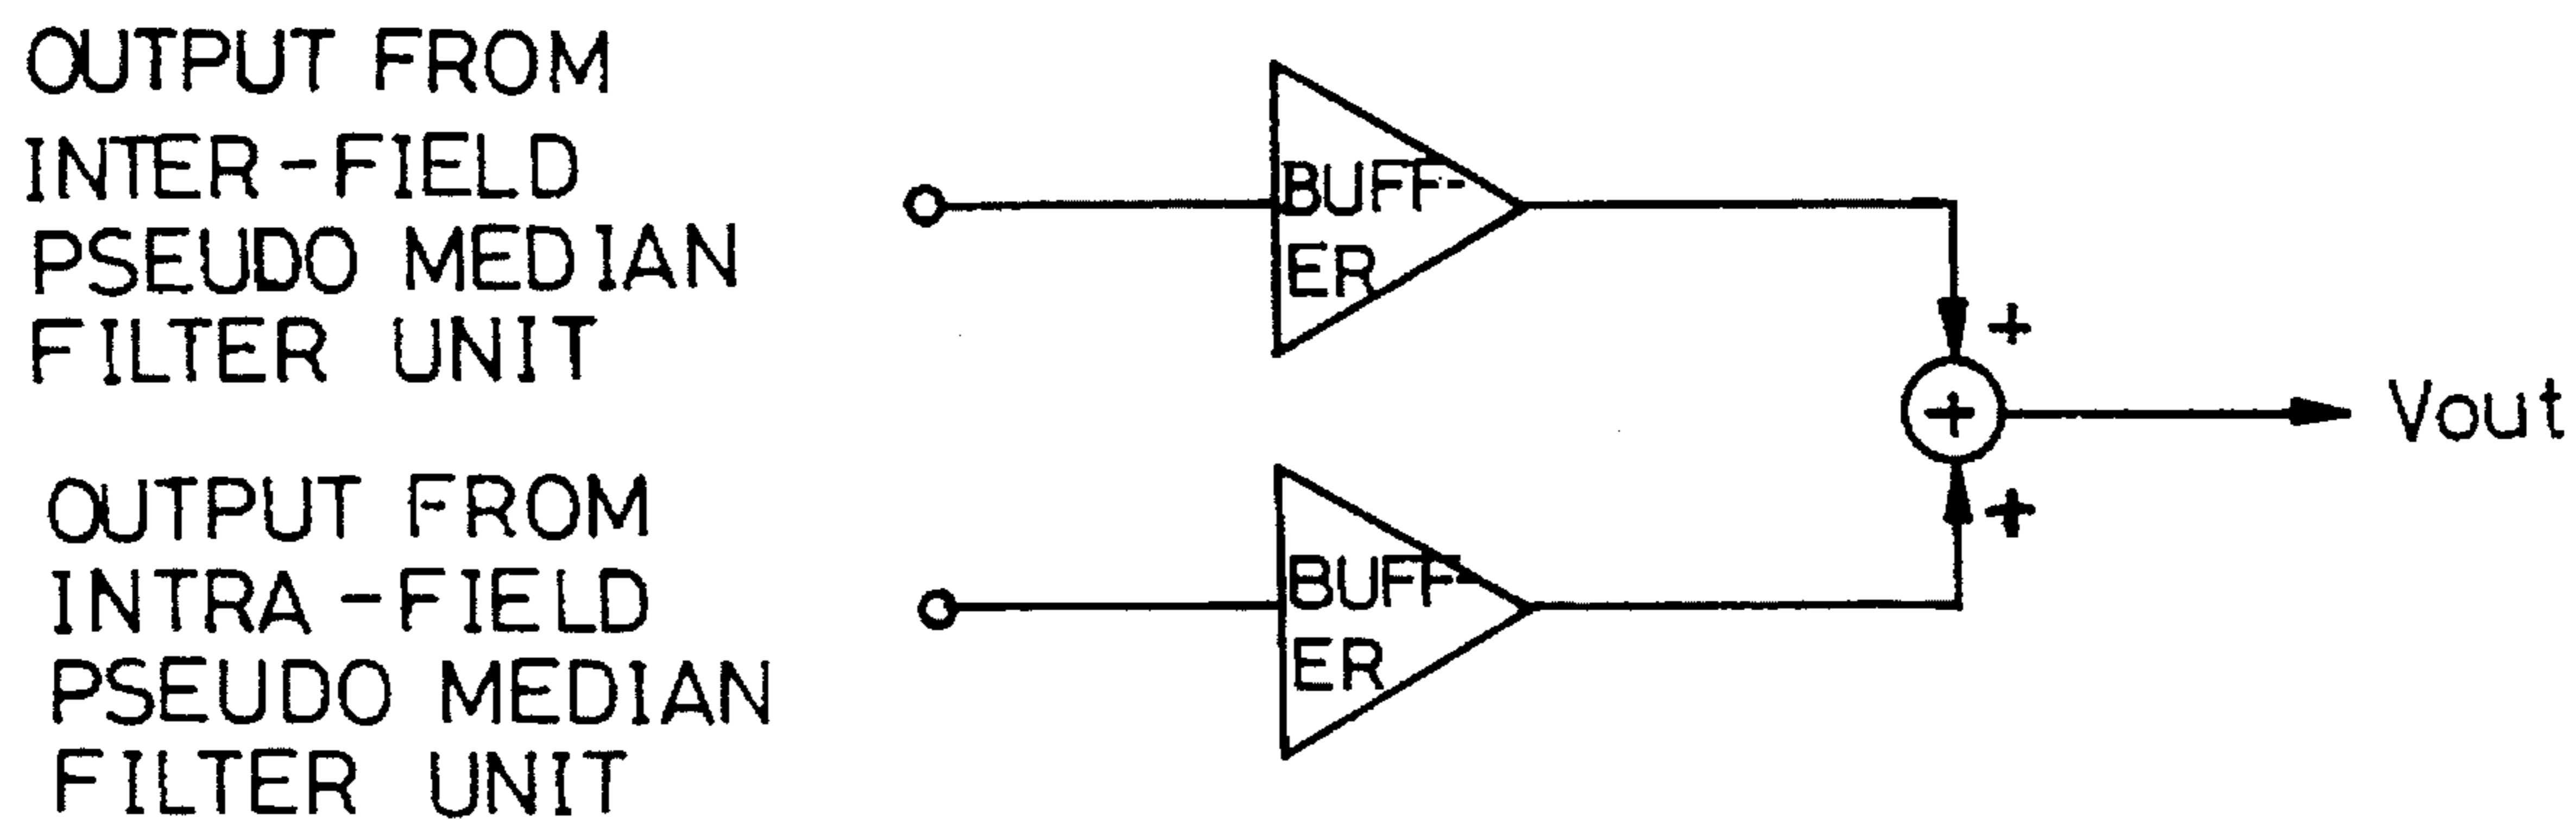 OUTPUT FROM
INTER-FIELD
PSEUDO MEDIAN
FILTER UNIT
BUFF-
ER
+
+
Vout
+
OUTPUT FROM
INTRA-FIELD
PSEUDO MEDIAN
FILTER UNIT
BUFF-
ER